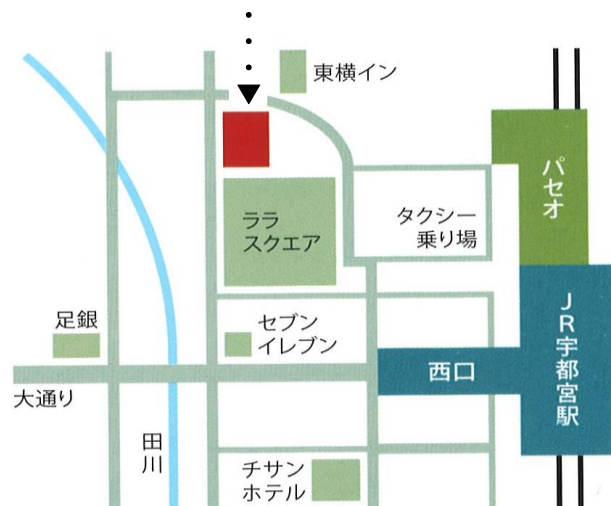 東横イン
パセオ
ララ
スクエア
タクシー
乗り場
足銀
セブン
イレブン
JR宇都宮駅
西口
大通り
田川
チサン
ホテル